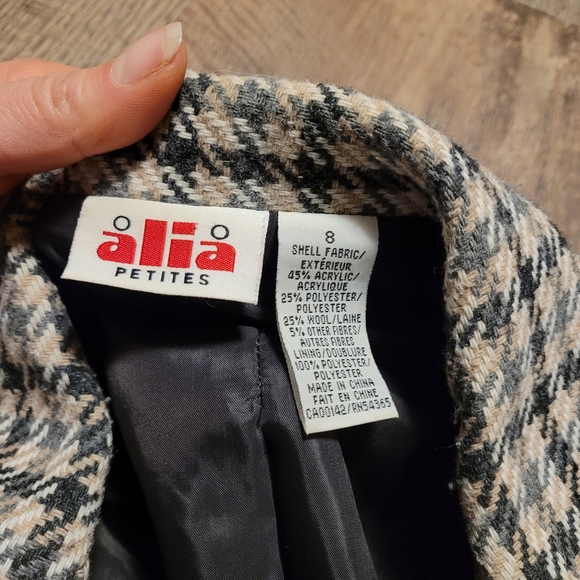 alia
PETITES
8
SHELL FABRIC/
EXTÉRIEUR
45% ACRYLIC/
ACRYLIQUE
25% POLYESTER/
POLYESTER
25% WOOL/LAINE
5% OTHER FIBRES/
AUTRES FIBRES
LINING/DOUBLURE
100% POLYESTER/
POLYESTER
MADE IN CHINA
FAIT EN CHINE
CA00142/RN54365